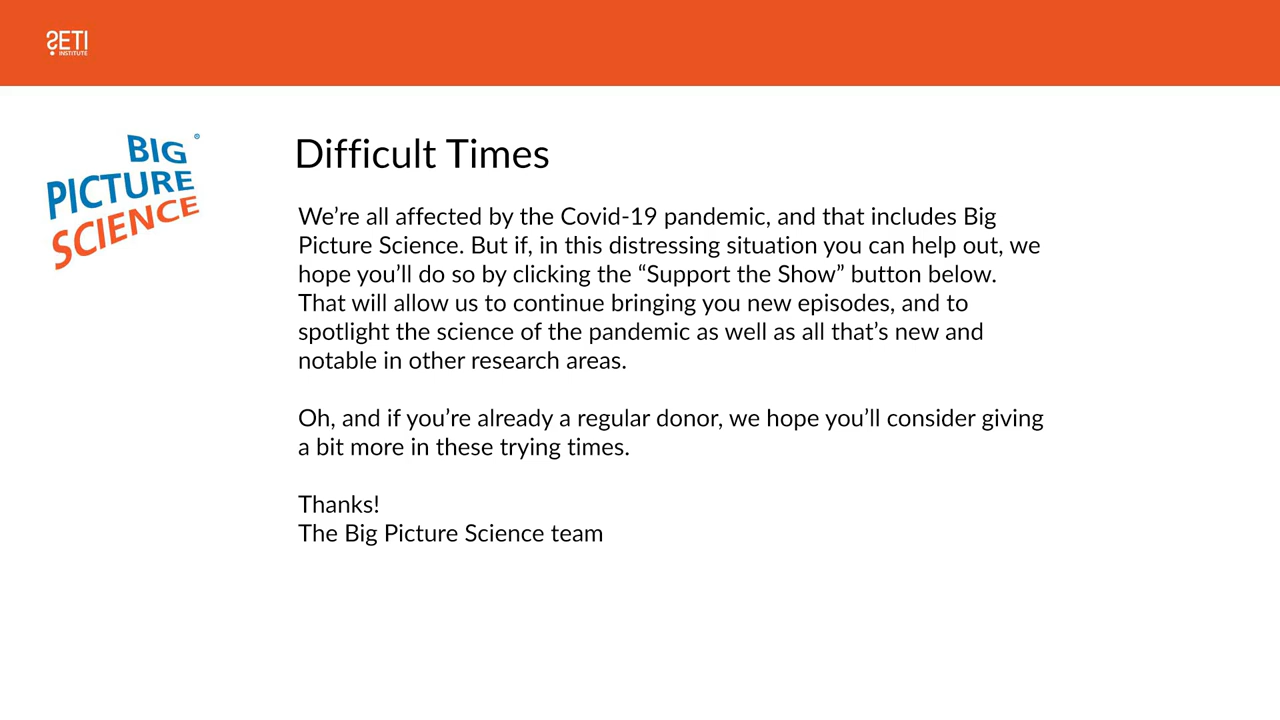 SETI
INSTITUTE
BIG
PICTURE
SCIENCE
®
Difficult Times
We’re all affected by the Covid-19 pandemic, and that includes Big
Picture Science. But if, in this distressing situation you can help out, we
hope you’ll do so by clicking the “Support the Show” button below.
That will allow us to continue bringing you new episodes, and to
spotlight the science of the pandemic as well as all that’s new and
notable in other research areas.
Oh, and if you’re already a regular donor, we hope you’ll consider giving
a bit more in these trying times.
Thanks!
The Big Picture Science team